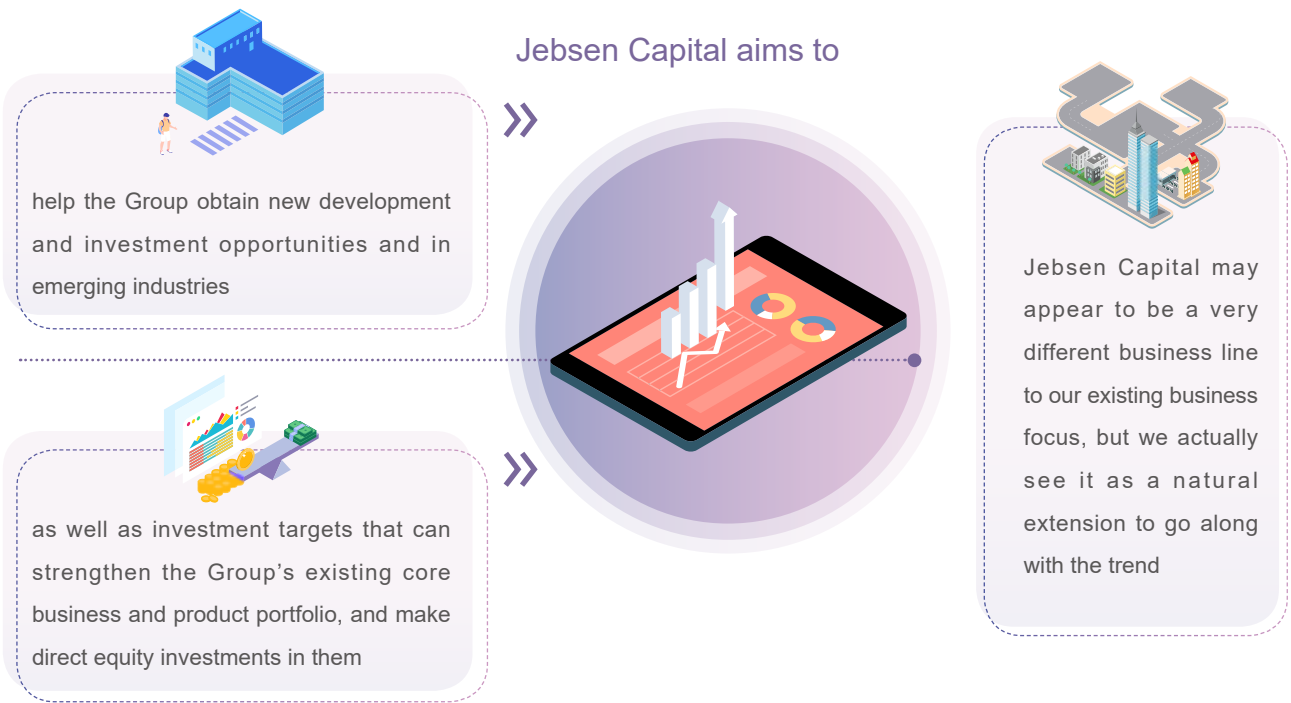 Jebsen Capital aims to
help the Group obtain new development
and investment opportunities and in
emerging industries
as well as investment targets that can
strengthen the Group’s existing core
business and product portfolio, and make
direct equity investments in them
Jebsen Capital may
appear to be a very
different business line
to our existing business
focus, but we actually
see it as a natural
extension to go along
with the trend